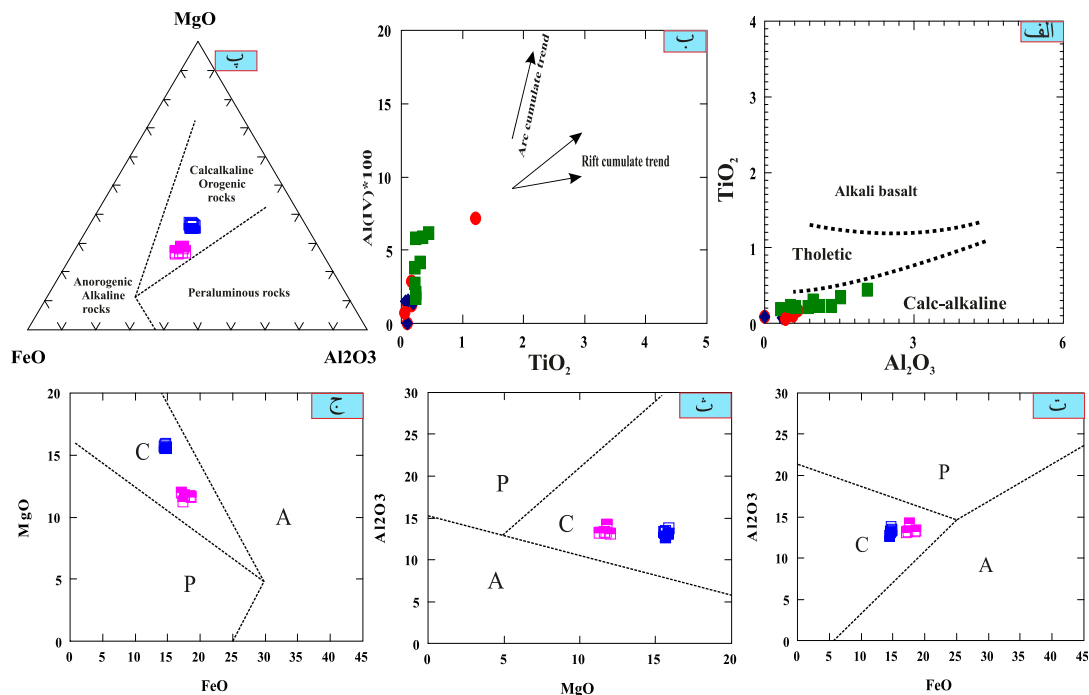 MgO
پ
Calcalkaline
Orogenic
rocks
Anorogenic
Alkaline
rocks
Peraluminous rocks
FeO
Al2O3
ب
20
15
10
5
0
Al(IV)*100
Arc cumulate trend
Rift cumulate trend
0 1 2 3 4 5
TiO2
الف
4
3
2
1
0
TiO2
Alkali basalt
Tholetic
Calc-alkaline
0 2 4 6
Al2O3
ج
20
15
10
5
0
MgO
C
A
P
0 5 10 15 20 25 30 35 40 45
FeO
ث
30
25
20
15
10
5
0
Al2O3
P
C
A
0 5 10 15 20
MgO
ت
30
25
20
15
10
5
0
Al2O3
P
C
A
0 5 10 15 20 25 30 35 40 45
FeO